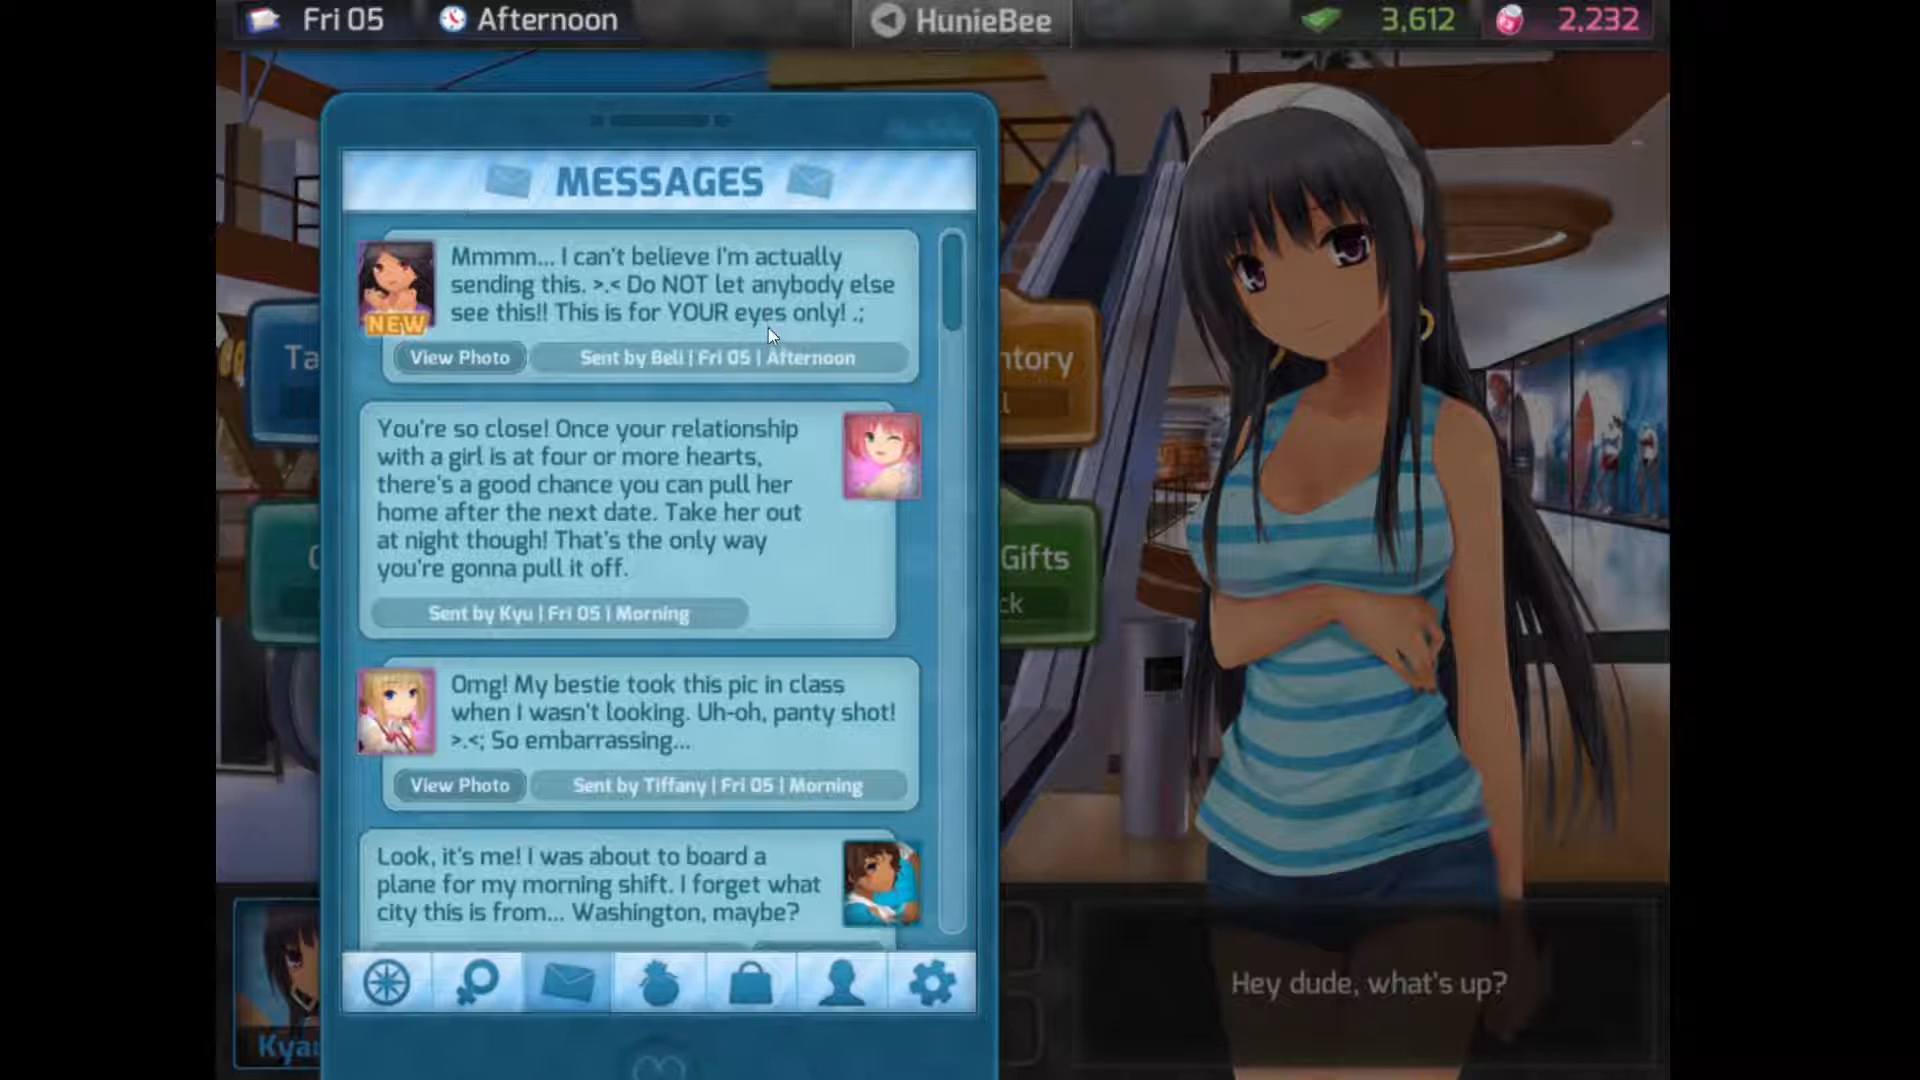 Fri 05
Afternoon
HunieBee
3,612
2,232
MESSAGES
Mmmm... I can't believe I'm actually
sending this. >.< Do NOT let anybody else
see this!! This is for YOUR eyes only! .;
NEW
View Photo
Sent by Beli | Fri 05 | Afternoon
Ta
ntory
You're so close! Once your relationship
with a girl is at four or more hearts,
there's a good chance you can pull her
home after the next date. Take her out
at night though! That's the only way
you're gonna pull it off.
Sent by Kyu | Fri 05 | Morning
Gifts
ck
Omg! My bestie took this pic in class
when I wasn't looking. Uh-oh, panty shot!
>.<; So embarrassing...
View Photo
Sent by Tiffany | Fri 05 | Morning
Look, it's me! I was about to board a
plane for my morning shift. I forget what
city this is from... Washington, maybe?
Hey dude, what's up?
Kya